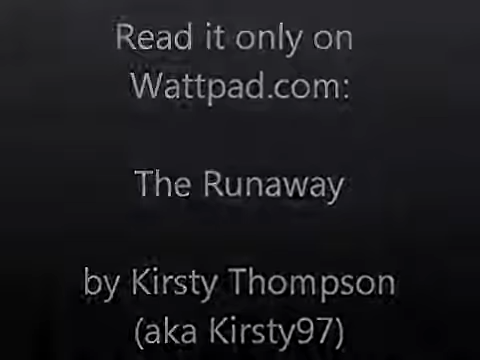 Read it only on
Wattpad.com:
The Runaway
by Kirsty Thompson
(aka Kirsty97)